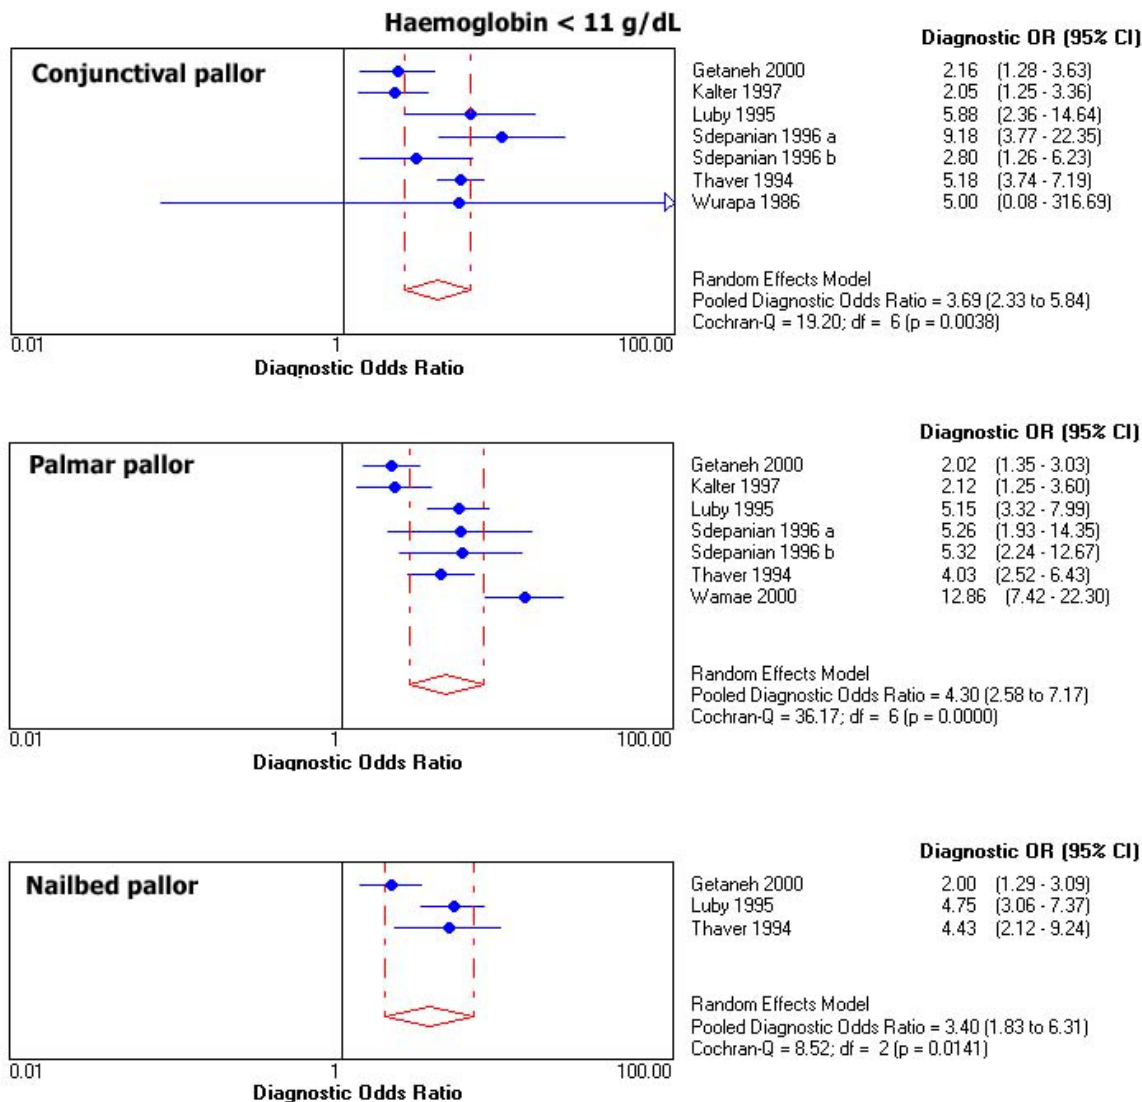 Haemoglobin < 11 g/dL
Diagnostic OR (95% CI)
Conjunctival pallor
Getaneh 2000 2.16 (1.28 - 3.63)
Kalter 1997 2.05 (1.25 - 3.36)
Luby 1995 5.88 (2.36 - 14.64)
Sdepanian 1996 a 9.18 (3.77 - 22.35)
Sdepanian 1996 b 2.80 (1.26 - 6.23)
Thaver 1994 5.18 (3.74 - 7.19)
Wurapa 1986 5.00 (0.08 - 316.69)
Random Effects Model
Pooled Diagnostic Odds Ratio = 3.69 (2.33 to 5.84)
Cochran-Q = 19.20; df = 6 (p = 0.0038)
0.01 1 100.00
Diagnostic Odds Ratio
Diagnostic OR (95% CI)
Palmar pallor
Getaneh 2000 2.02 (1.35 - 3.03)
Kalter 1997 2.12 (1.25 - 3.60)
Luby 1995 5.15 (3.32 - 7.99)
Sdepanian 1996 a 5.26 (1.93 - 14.35)
Sdepanian 1996 b 5.32 (2.24 - 12.67)
Thaver 1994 4.03 (2.52 - 6.43)
Wamae 2000 12.86 (7.42 - 22.30)
Random Effects Model
Pooled Diagnostic Odds Ratio = 4.30 (2.58 to 7.17)
Cochran-Q = 36.17; df = 6 (p = 0.0000)
0.01 1 100.00
Diagnostic Odds Ratio
Diagnostic OR (95% CI)
Nailbed pallor
Getaneh 2000 2.00 (1.29 - 3.09)
Luby 1995 4.75 (3.06 - 7.37)
Thaver 1994 4.43 (2.12 - 9.24)
Random Effects Model
Pooled Diagnostic Odds Ratio = 3.40 (1.83 to 6.31)
Cochran-Q = 8.52; df = 2 (p = 0.0141)
0.01 1 100.00
Diagnostic Odds Ratio